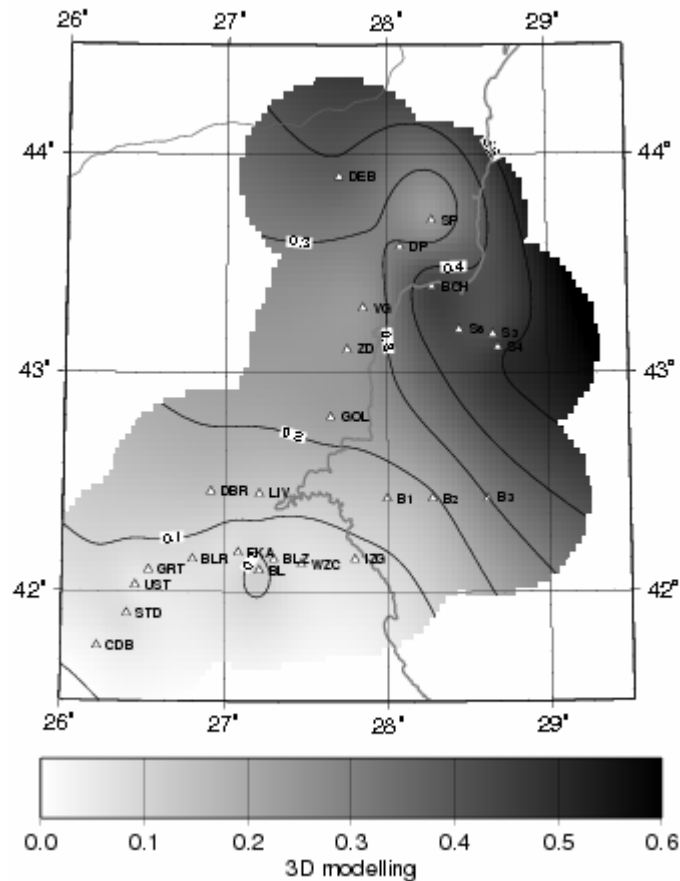 26° 27° 28° 29°
44° 44°
DEB
SP
0.3
DP
0.4
BCH
VG
S6 S3
S4
ZD
43° 43°
GOL
0.2
DBR LIV B1 B2 B3
0.1
BLR FKA BLZ WZC IZG
GRT BL
UST
42° 42°
STD
CDB
26° 27° 28° 29°
0.0 0.1 0.2 0.3 0.4 0.5 0.6
3D modelling